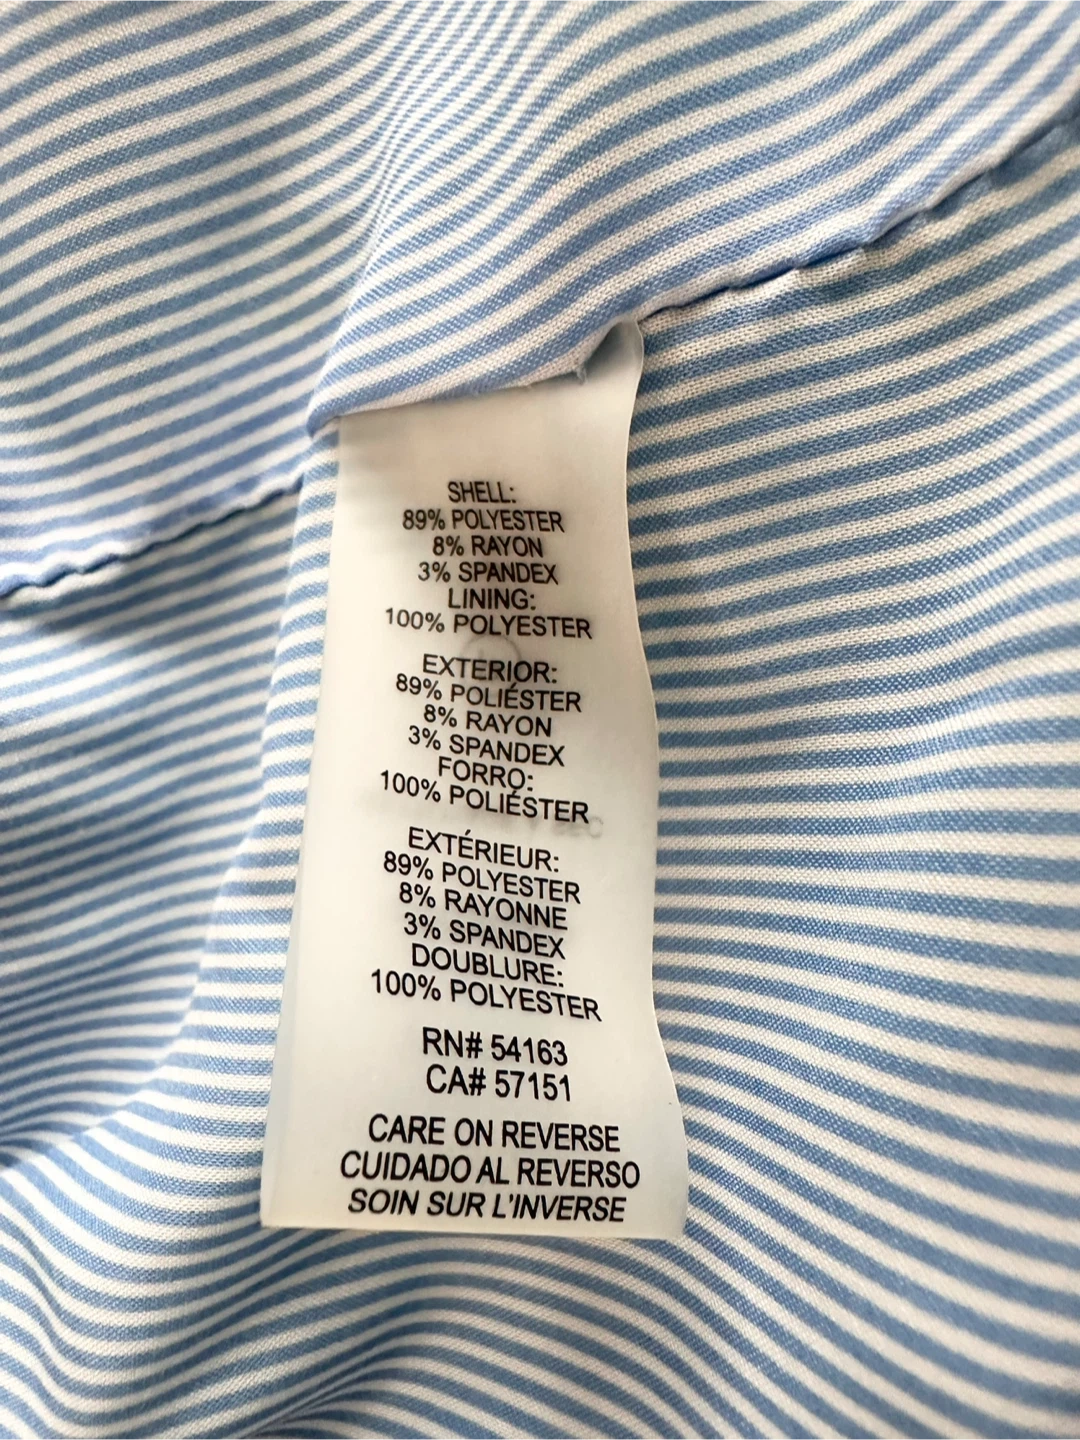 SHELL:
89% POLYESTER
8% RAYON
3% SPANDEX
LINING:
100% POLYESTER
EXTERIOR:
89% POLIÉSTER
8% RAYON
3% SPANDEX
FORRO:
100% POLIÉSTER
EXTÉRIEUR:
89% POLYESTER
8% RAYONNE
3% SPANDEX
DOUBLURE:
100% POLYESTER
RN# 54163
CA# 57151
CARE ON REVERSE
CUIDADO AL REVERSO
SOIN SUR L'INVERSE